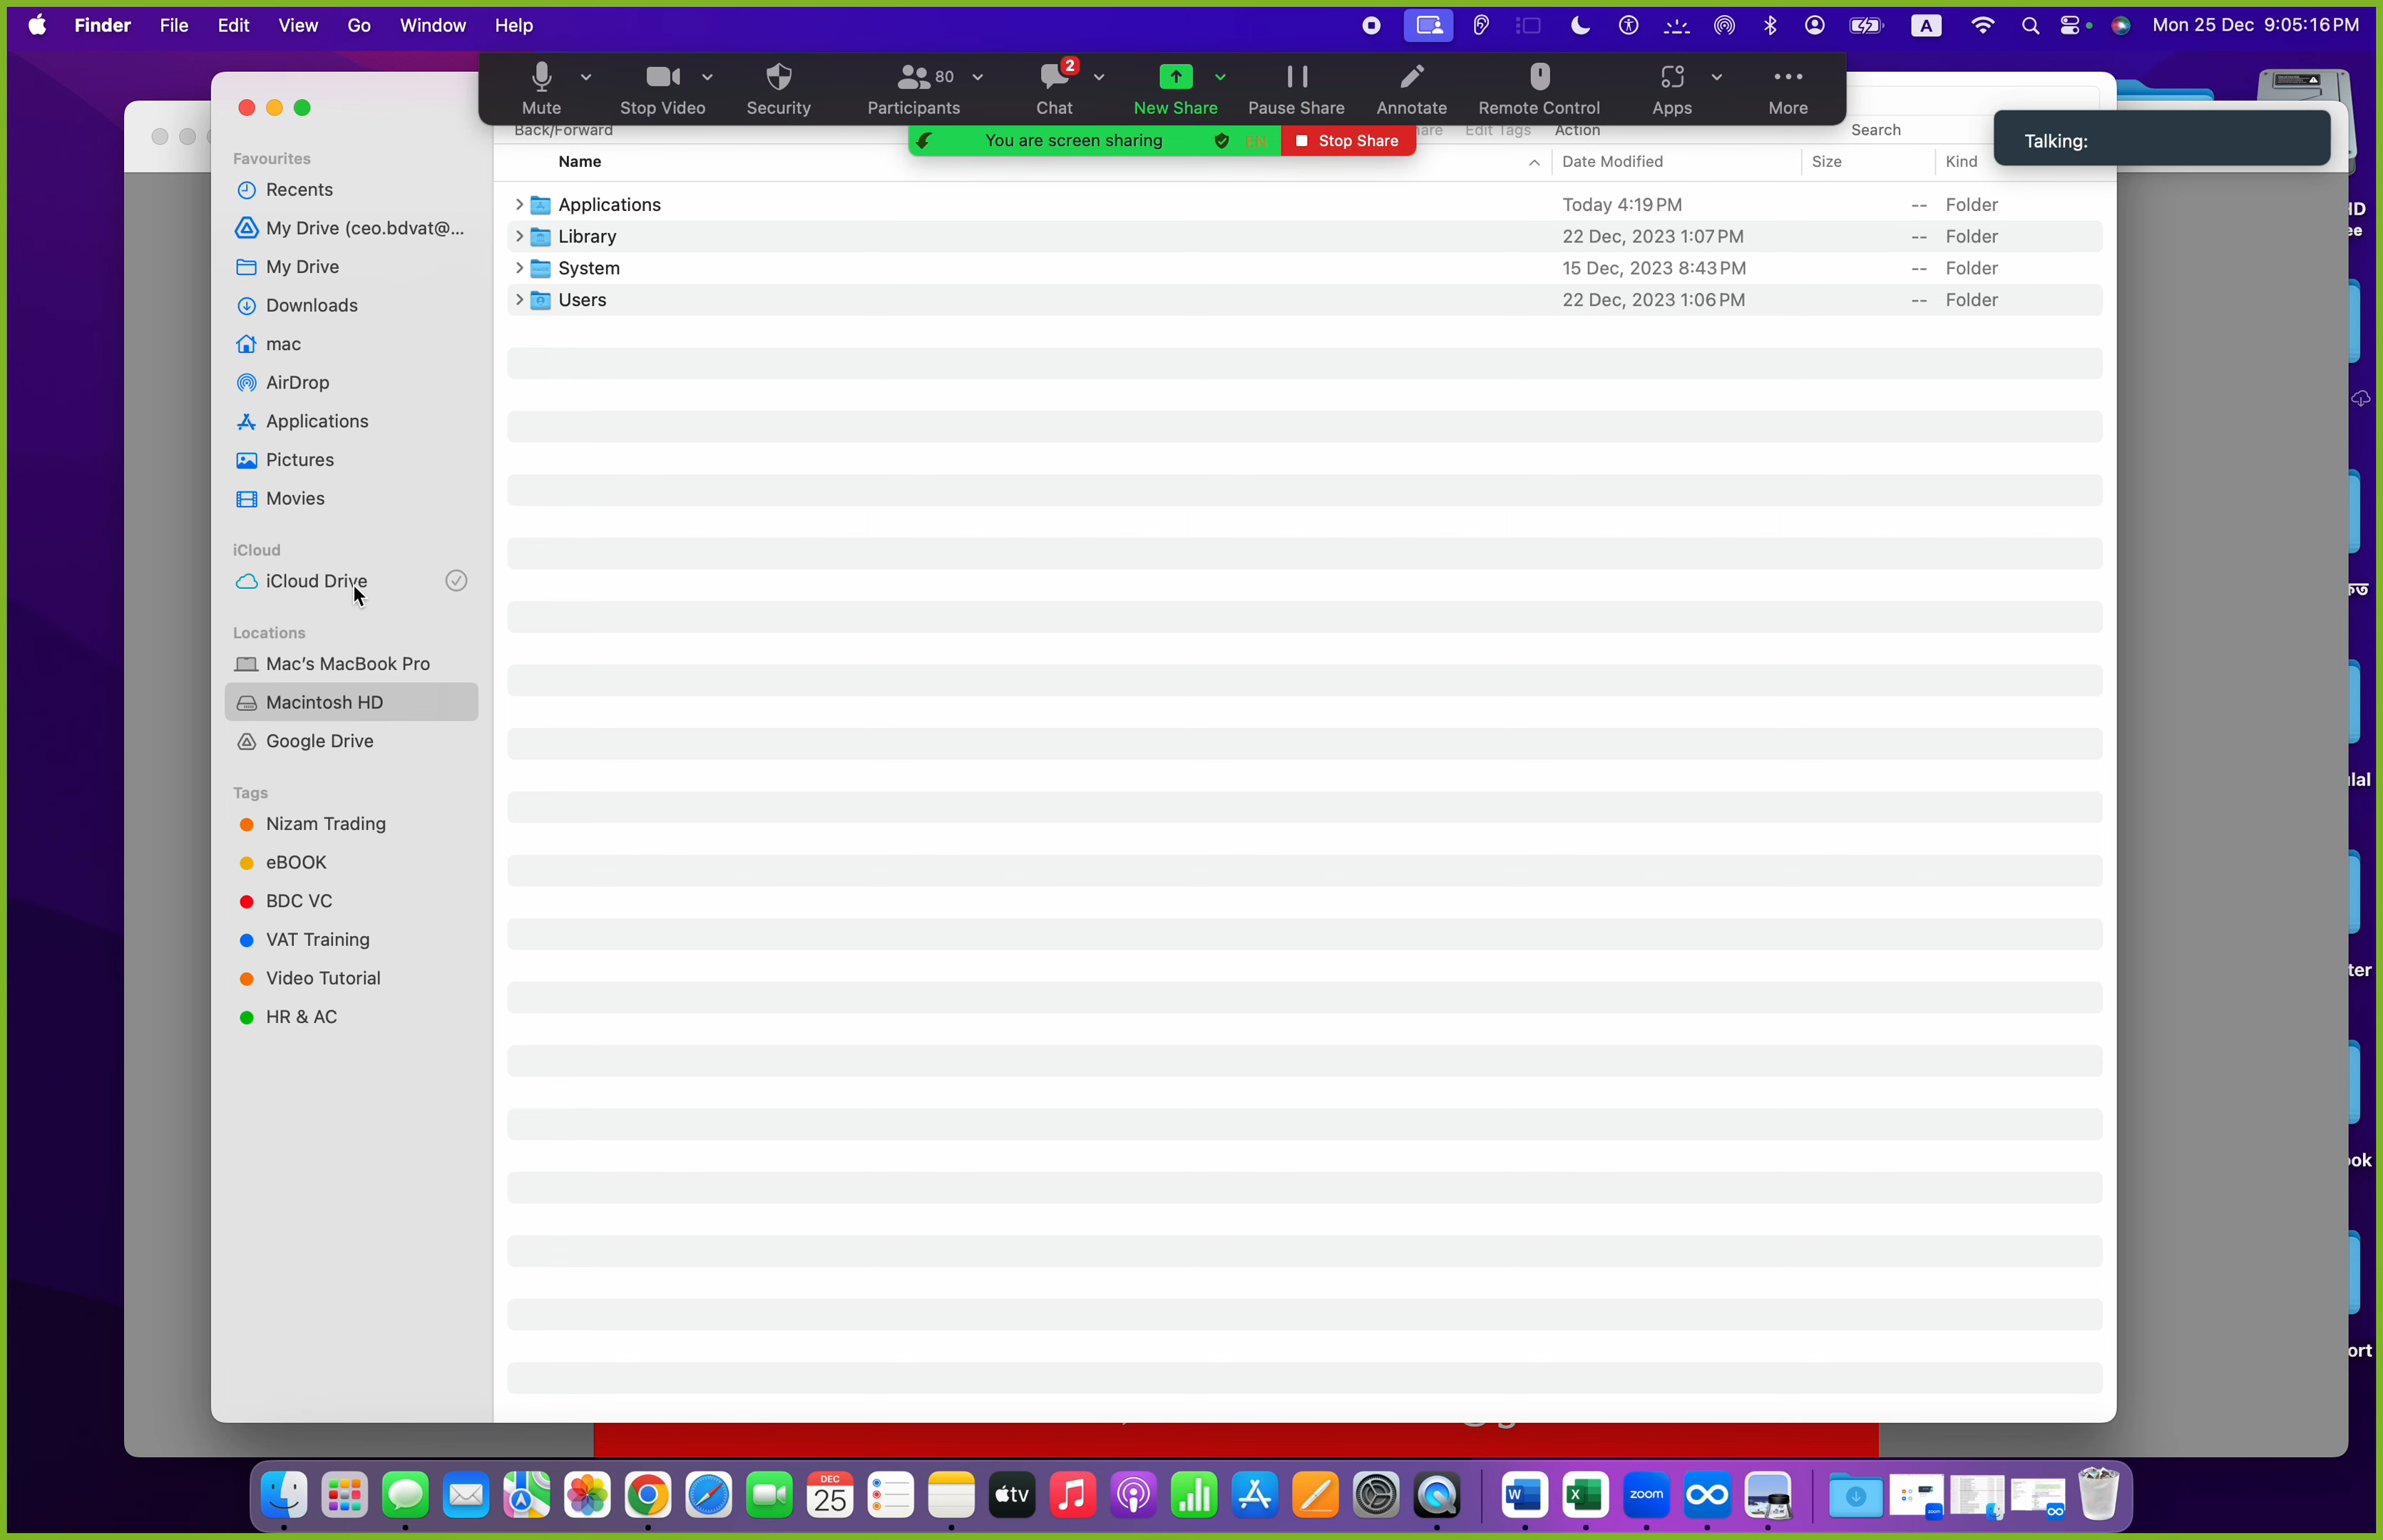 Finder File Edit View Go Window Help
A
Mon 25 Dec 9:05:16 PM
Mute
Stop Video
Security
80
Participants
2
Chat
New Share
Pause Share
Annotate
Remote Control
Apps
More
You are screen sharing
EN
Stop Share
Talking:
Back/Forward
Edit Tags
Action
Search
Name
Date Modified
Size
Kind
Applications Today 4:19 PM -- Folder
Library 22 Dec, 2023 1:07 PM -- Folder
System 15 Dec, 2023 8:43 PM -- Folder
Users 22 Dec, 2023 1:06 PM -- Folder
Favourites
Recents
My Drive (ceo.bdvat@...
My Drive
Downloads
mac
AirDrop
Applications
Pictures
Movies
iCloud
iCloud Drive
Locations
Mac's MacBook Pro
Macintosh HD
Google Drive
Tags
Nizam Trading
eBOOK
BDC VC
VAT Training
Video Tutorial
HR & AC
DEC
25
tv
W
X
zoom